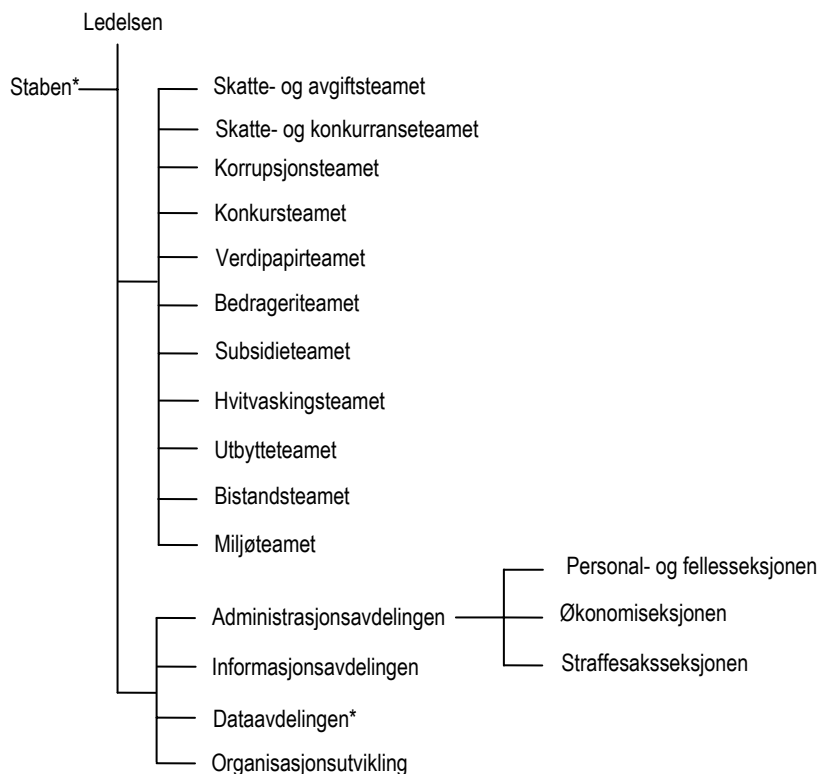 Ledelsen
Staben*
Skatte- og avgiftsteamet
Skatte- og konkurranseteamet
Korrupsjonsteamet
Konkursteamet
Verdipapirteamet
Bedrageriteamet
Subsidieteamet
Hvitvaskingsteamet
Utbytteteamet
Bistandsteamet
Miljøteamet
Administrasjonsavdelingen
Personal- og fellesseksjonen
Økonomiseksjonen
Straffesaksseksjonen
Informasjonsavdelingen
Dataavdelingen*
Organisasjonsutvikling